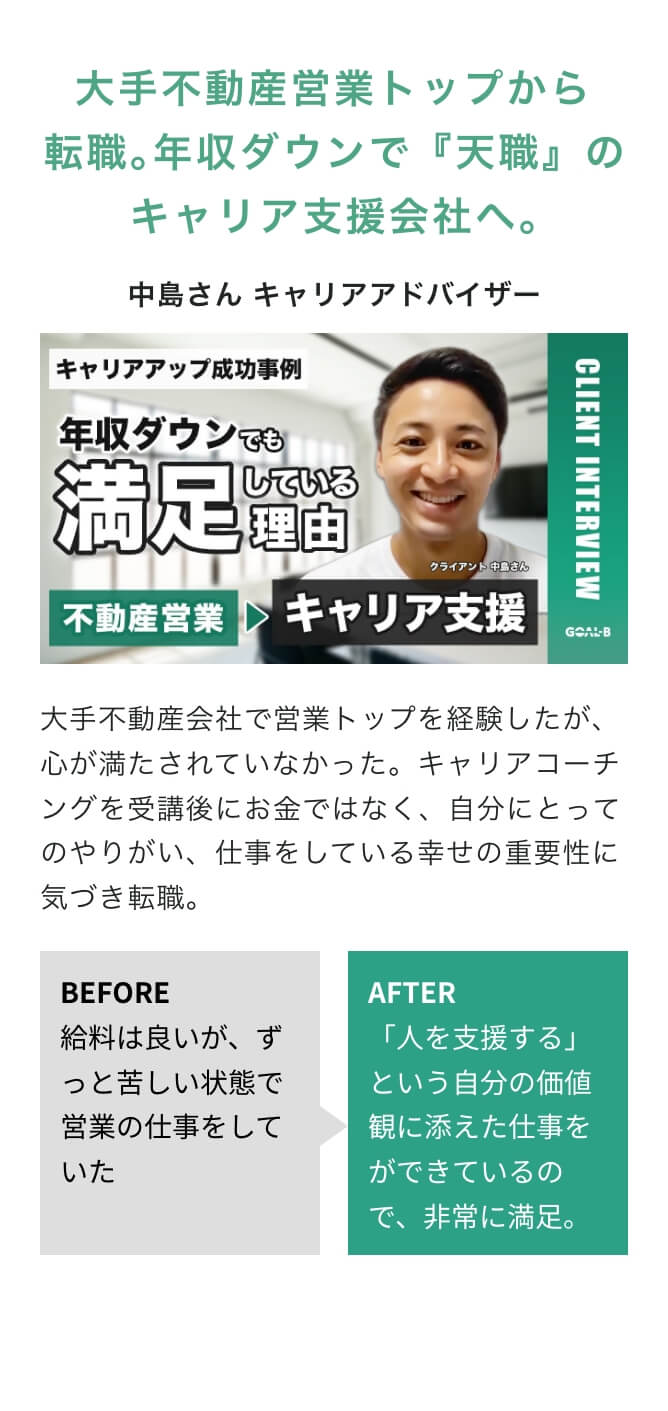 大手不動産営業トップから
転職。年収ダウンで『天職』の
キャリア支援会社へ。
中島さん キャリアアドバイザー
キャリアアップ成功事例
年収ダウンでも
満足している
理由
クライアント 中島さん
不動産営業 ▶ キャリア支援
CLIENT INTERVIEW
GOAL-B
大手不動産会社で営業トップを経験したが、
心が満たされていなかった。キャリアコーチ
ングを受講後にお金ではなく、自分にとって
のやりがい、仕事をしている幸せの重要性に
気づき転職。
BEFORE
給料は良いが、ず
っと苦しい状態で
営業の仕事をして
いた
AFTER
「人を支援する」
という自分の価値
観に添えた仕事を
ができているの
で、非常に満足。